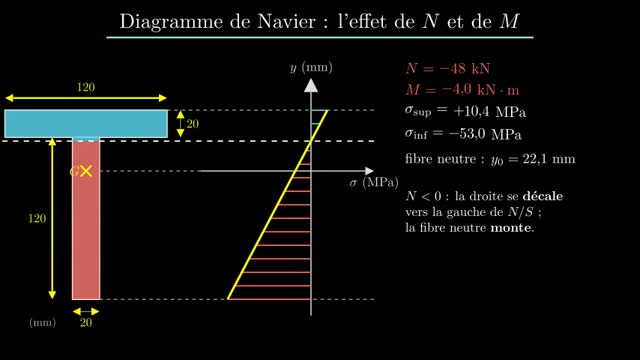 Diagramme de Navier : l'effet de N et de M
y (mm)
120
20
G
σ (MPa)
120
(mm)
20
N = −48 kN
M = −4,0 kN · m
σsup = +10,4 MPa
σinf = −53,0 MPa
fibre neutre : y0 = 22,1 mm
N < 0 : la droite se décale
vers la gauche de N/S ;
la fibre neutre monte.